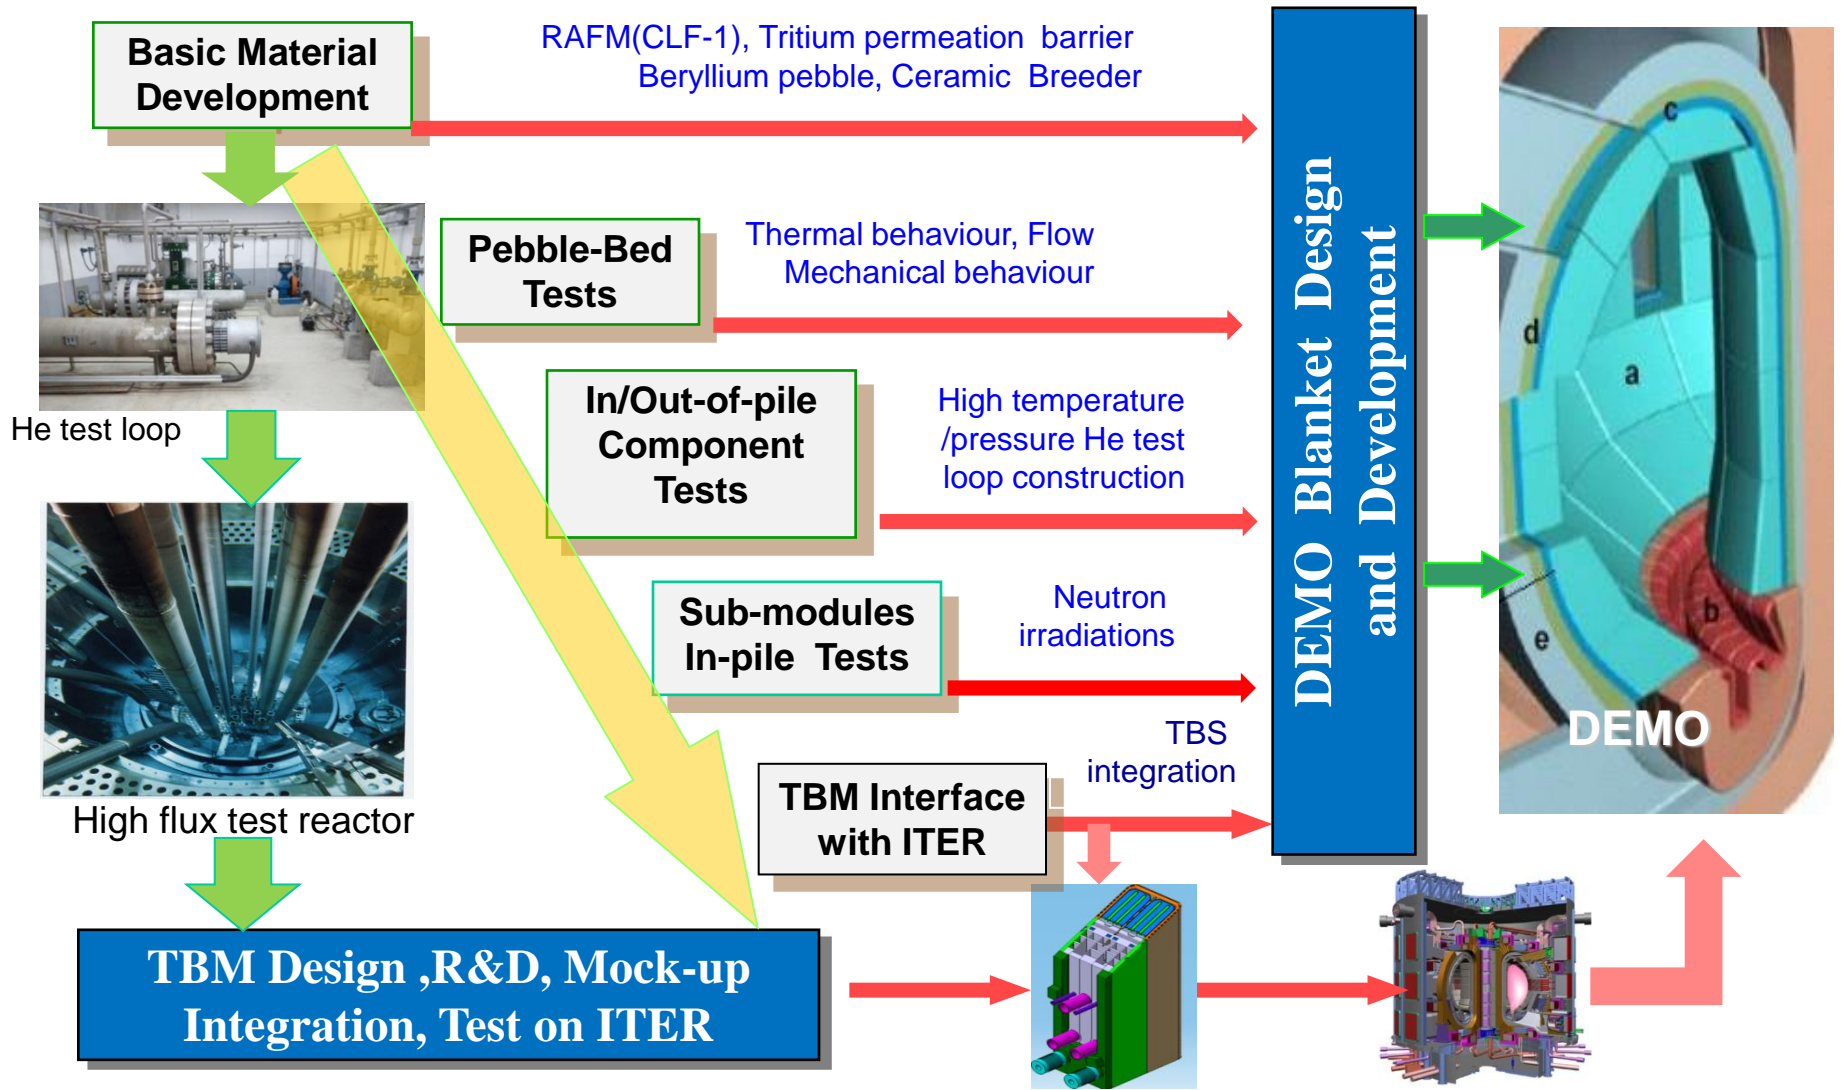 Basic Material
Development
RAFM(CLF-1), Tritium permeation barrier
Beryllium pebble, Ceramic Breeder
Pebble-Bed
Tests
Thermal behaviour, Flow
Mechanical behaviour
He test loop
In/Out-of-pile
Component
Tests
High temperature
/pressure He test
loop construction
Sub-modules
In-pile Tests
Neutron
irradiations
High flux test reactor
TBM Interface
with ITER
TBS
integration
TBM Design ,R&D, Mock-up
Integration, Test on ITER
DEMO Blanket Design
and Development
c
d
a
b
e
DEMO